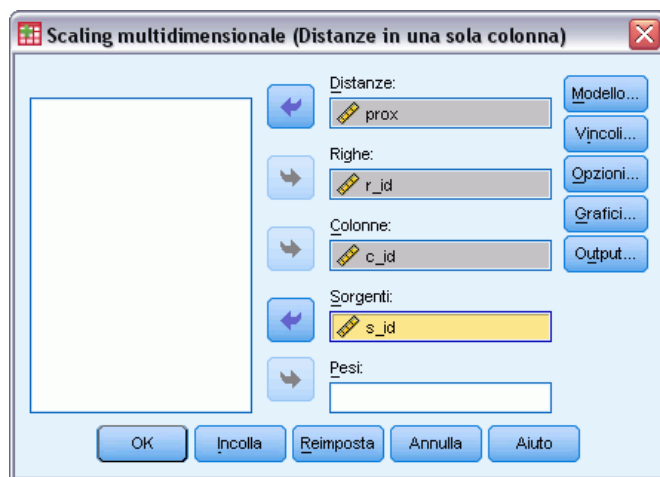 Scaling multidimensionale (Distanze in una sola colonna)
Distanze:
prox
Righe:
r_id
Colonne:
c_id
Sorgenti:
s_id
Pesi:
Modello...
Vincoli...
Opzioni...
Grafici...
Output...
OK
Incolla
Reimposta
Annulla
Aiuto